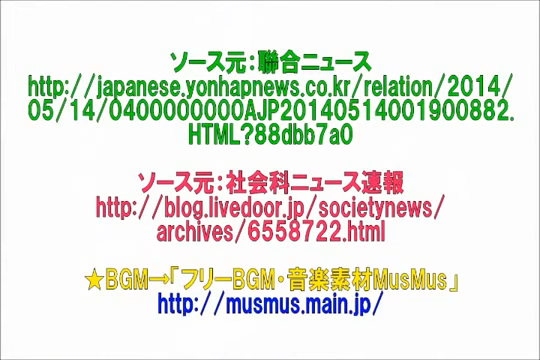 ソース元：聯合ニュース
http://japanese.yonhapnews.co.kr/relation/2014/
05/14/0400000000AJP20140514001900882.
HTML?88dbb7a0
ソース元：社会科ニュース速報
http://blog.livedoor.jp/societynews/
archives/6558722.html
★BGM→「フリーBGM・音楽素材MusMus」
http://musmus.main.jp/